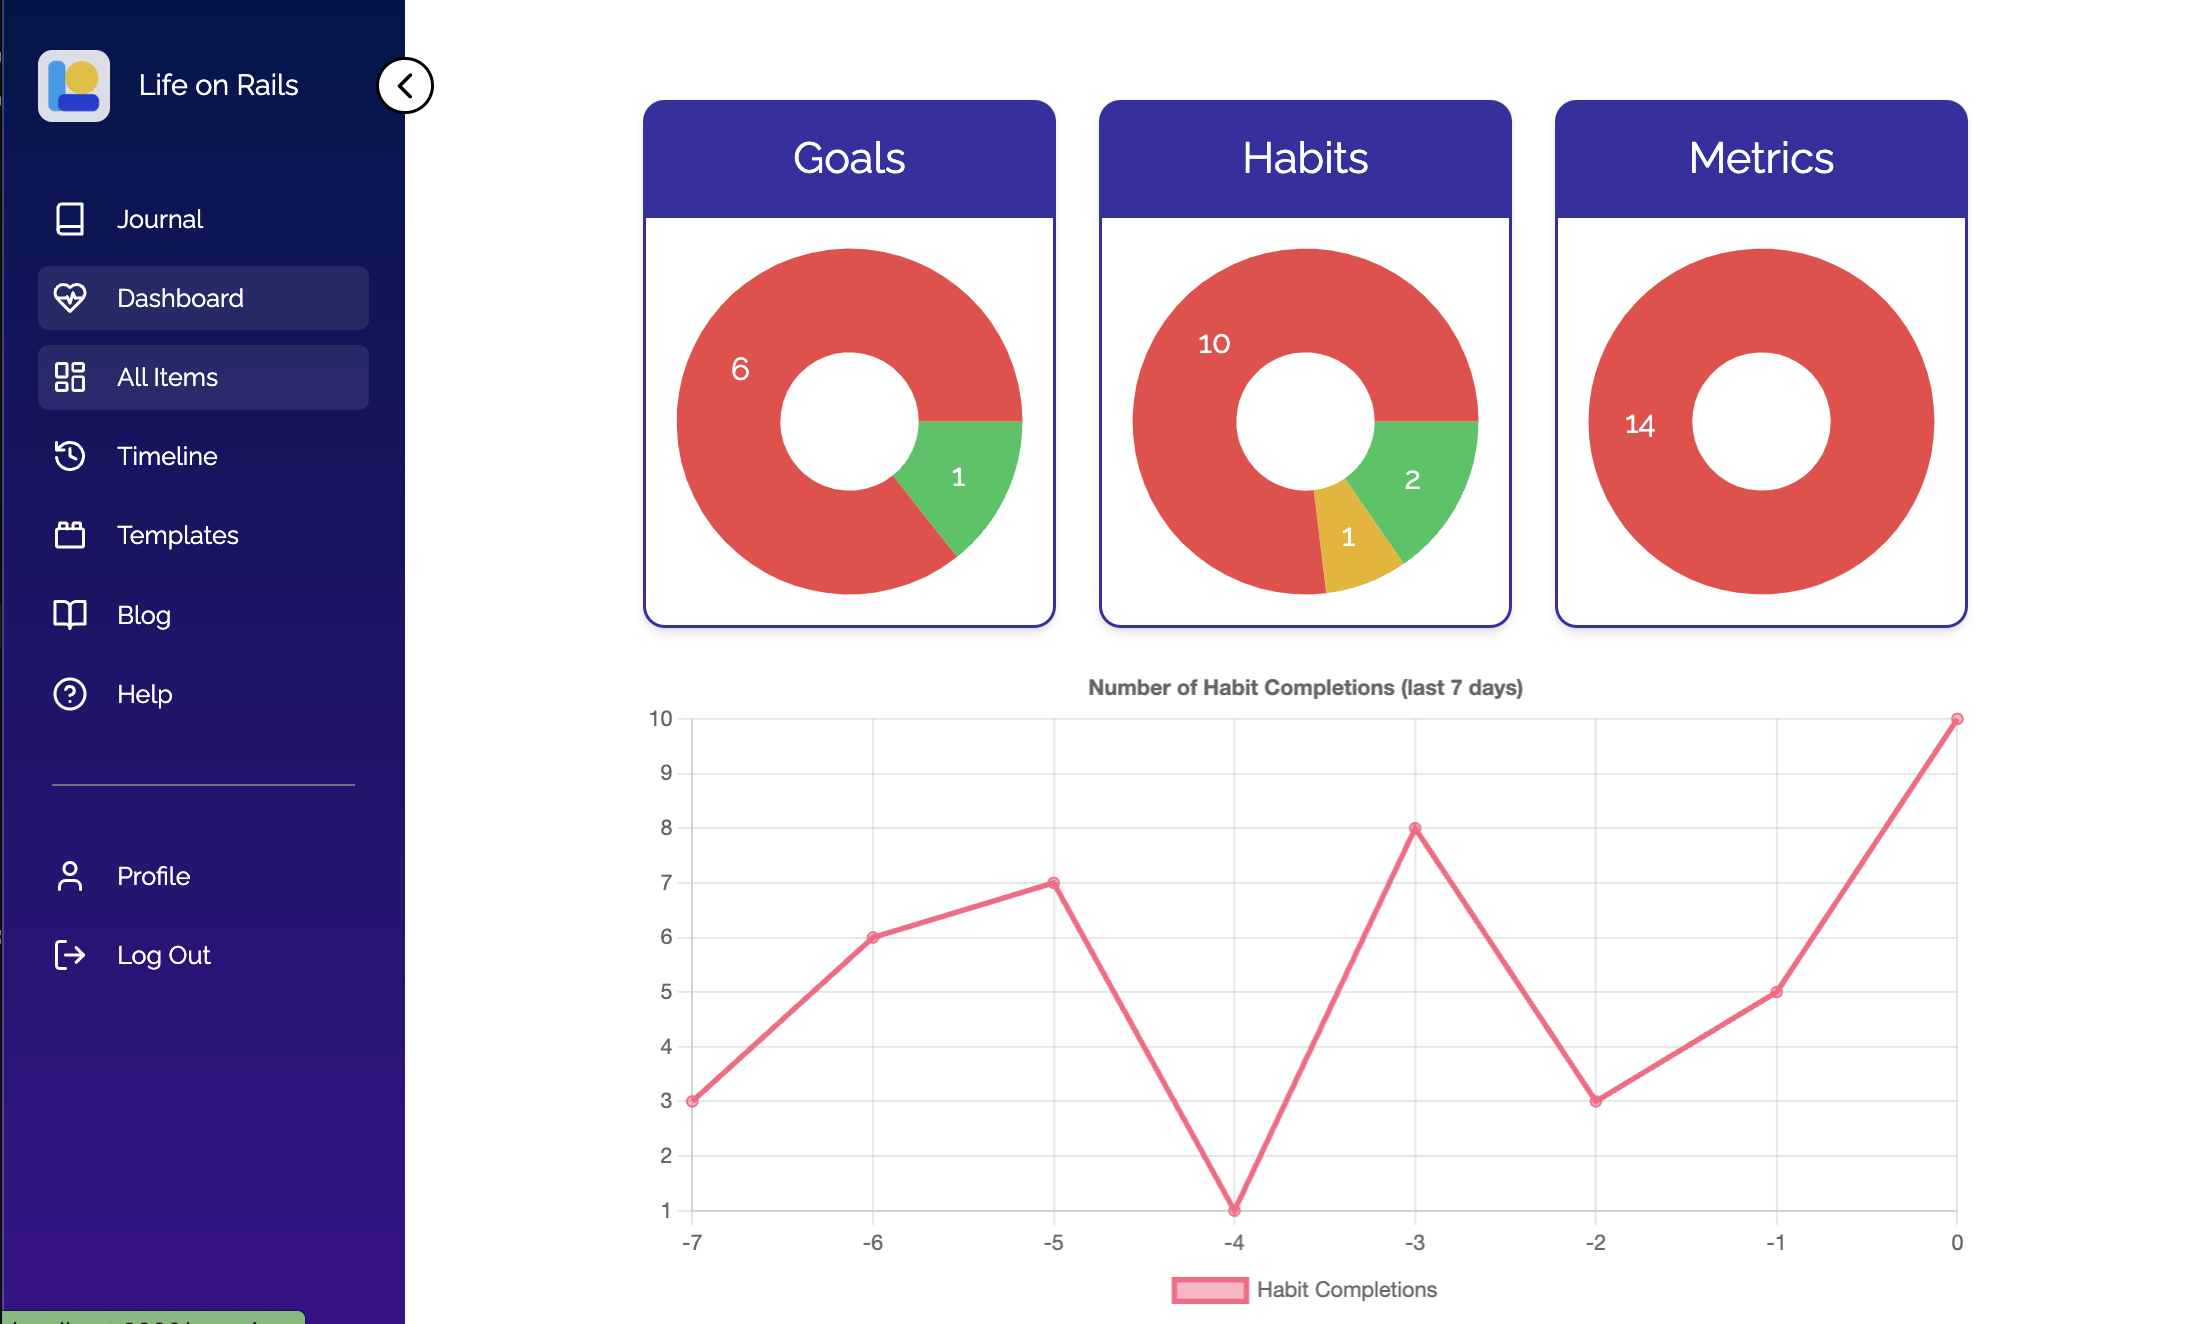 Life on Rails
Journal
Dashboard
All Items
Timeline
Templates
Blog
Help
Profile
Log Out
Goals
6
1
Habits
10
2
1
Metrics
14
Number of Habit Completions (last 7 days)
10
9
8
7
6
5
4
3
2
1
-7 -6 -5 -4 -3 -2 -1 0
Habit Completions